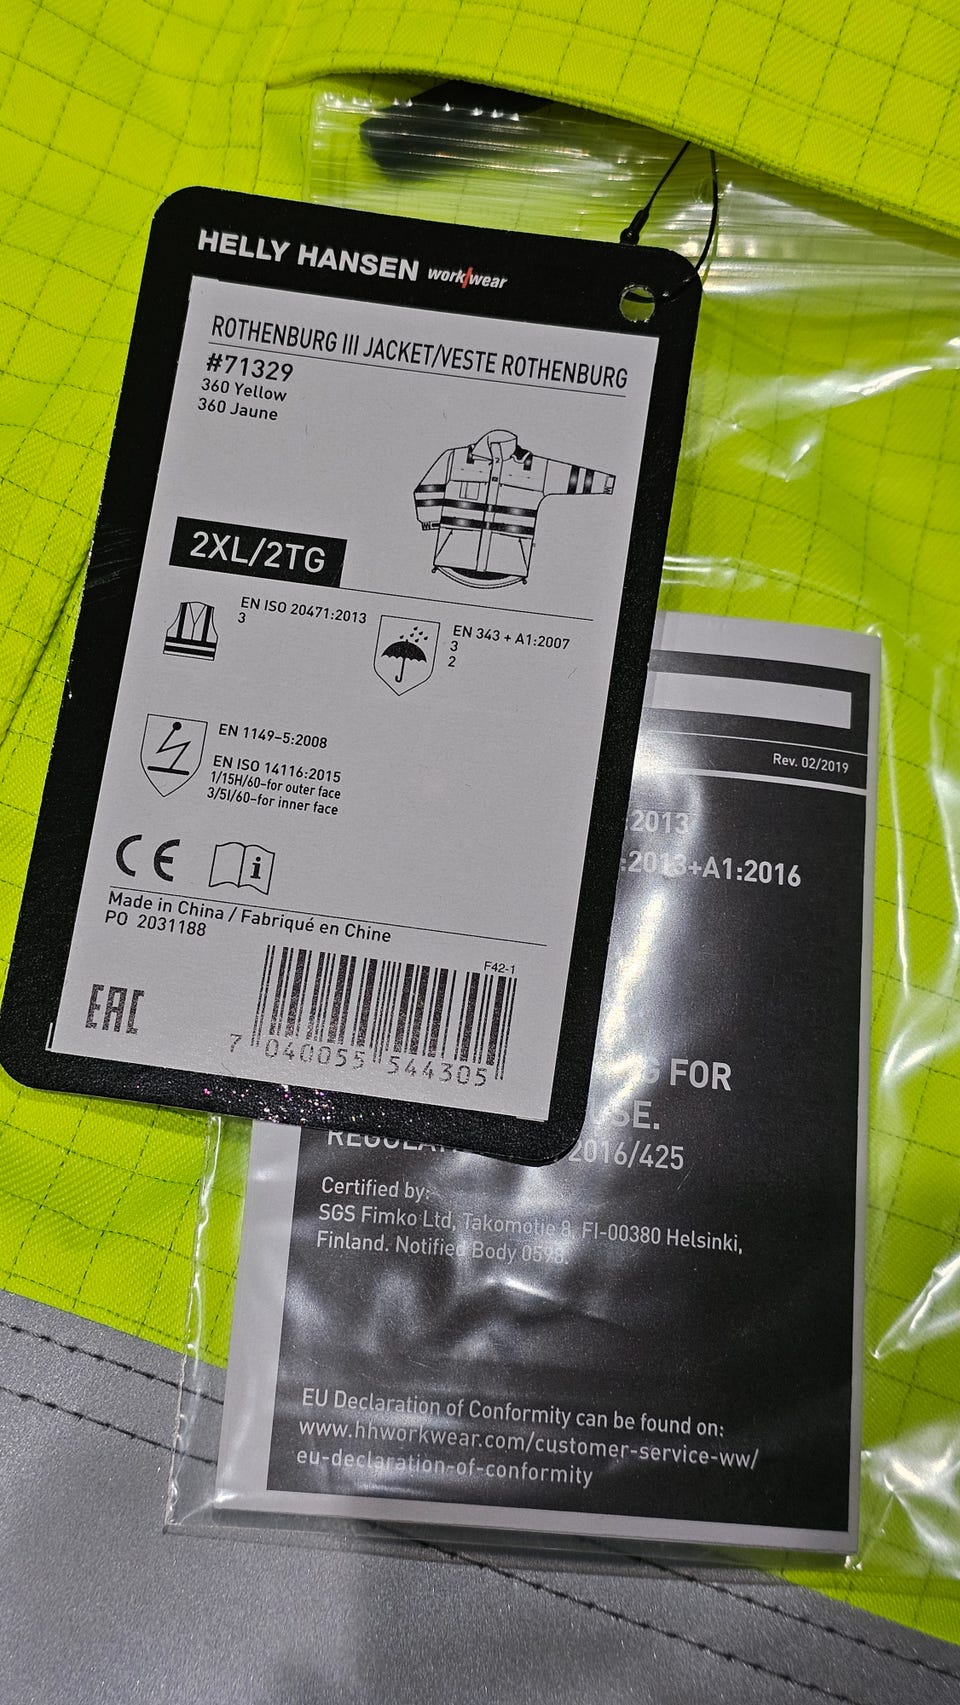 HELLY HANSEN work wear
ROTHENBURG III JACKET/VESTE ROTHENBURG
#71329
360 Yellow
360 Jaune
2XL/2TG
EN ISO 20471:2013
3
EN 343 + A1:2007
3
2
EN 1149-5:2008
EN ISO 14116:2015
1/15H/60-for outer face
3/5I/60-for inner face
CE
i
Made in China / Fabriqué en Chine
PO 2031188
F42-1
EAC
7 040055 544305
Rev. 02/2019
:2013
:2013+A1:2016
FOR
2016/425
Certified by:
SGS Fimko Ltd, Takomotie 8, FI-00380 Helsinki,
Finland. Notified Body 0598.
EU Declaration of Conformity can be found on:
www.hhworkwear.com/customer-service-ww/
eu-declaration-of-conformity